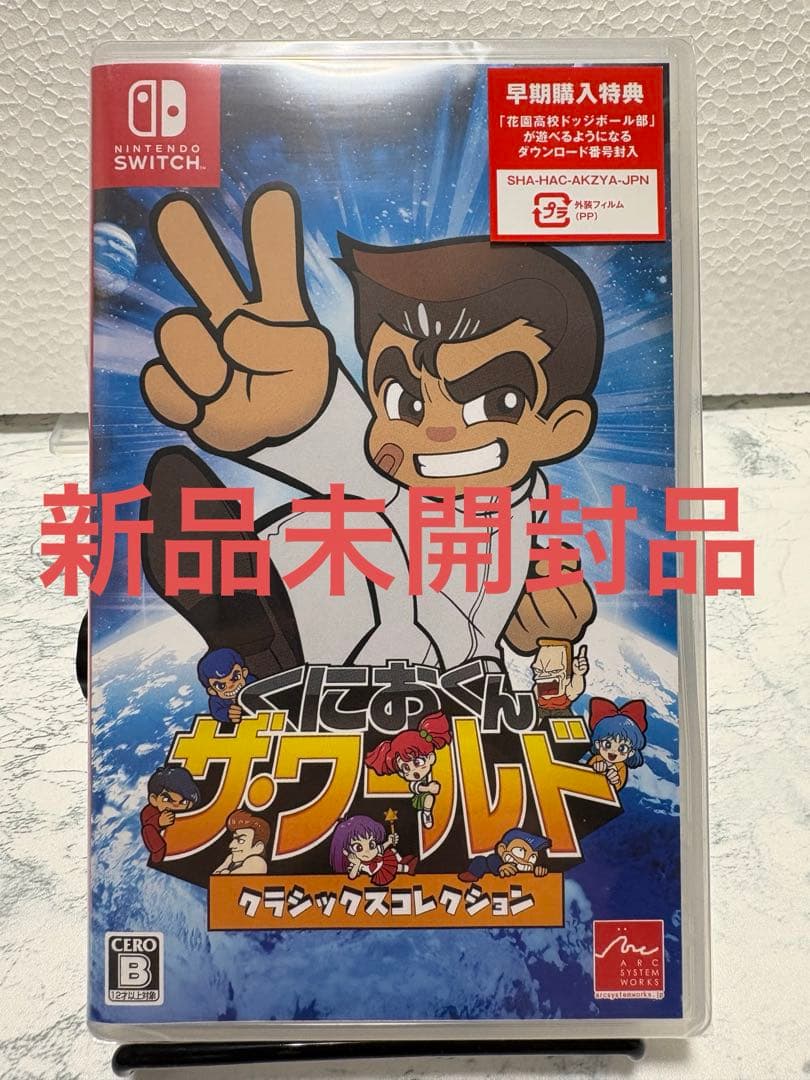 NINTENDO
SWITCH™
早期購入特典
「花園高校ドッジボール部」
が遊べるようになる
ダウンロード番号封入
SHA-HAC-AKZYA-JPN
プラ
外装フィルム
(PP)
新品未開封品
くにおくん
ザ・ワールド
クラシックスコレクション
CERO
B
12才以上対象
Arc
ARC
SYSTEM
WORKS
arcsystemworks.jp